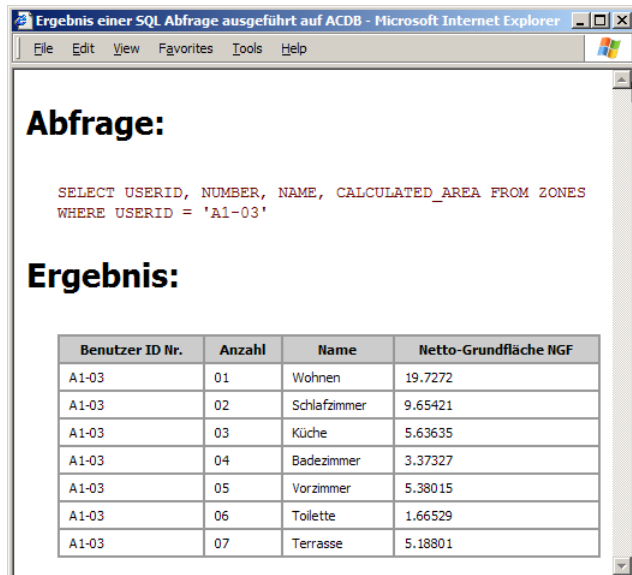 Ergebnis einer SQL Abfrage ausgeführt auf ACDB - Microsoft Internet Explorer
File Edit View Favorites Tools Help
Abfrage:
SELECT USERID, NUMBER, NAME, CALCULATED_AREA FROM ZONES
WHERE USERID = 'A1-03'
Ergebnis:
Benutzer ID Nr. Anzahl Name Netto-Grundfläche NGF
A1-03 01 Wohnen 19.7272
A1-03 02 Schlafzimmer 9.65421
A1-03 03 Küche 5.63635
A1-03 04 Badezimmer 3.37327
A1-03 05 Vorzimmer 5.38015
A1-03 06 Toilette 1.66529
A1-03 07 Terrasse 5.18801